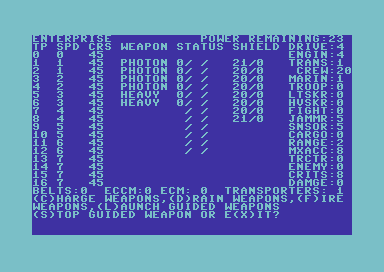 ENTERPRISE POWER REMAINING:23
TP SPD CRS WEAPON STATUS SHIELD DRIVE:4
0 0 45 ENGIN:4
1 1 45 PHOTON 0/ / 21/0 TRANS:1
2 1 45 PHOTON 0/ / 20/0 CREW:20
3 2 45 PHOTON 0/ / 20/0 MARIN:1
4 2 45 PHOTON 0/ / 20/0 TROOP:0
5 3 45 HEAVY 0/ / 20/0 LTSKR:0
6 3 45 HEAVY 0/ / 20/0 HVSKR:0
7 4 45 / / 20/0 FIGHT:0
8 4 45 / / 21/0 JAMMR:5
9 5 45 / / SNSOR:5
10 5 45 / / CARGO:0
11 6 45 / / RANGE:2
12 6 45 / / MXACC:8
13 7 45 TRCTR:0
14 7 45 ENEMY:0
15 7 45 CRITS:8
16 7 45 DAMGE:0
BELTS:0 ECCM:0 ECM: 0 TRANSPORTERS: 1
(C)HARGE WEAPONS,(D)RAIN WEAPONS,(F)IRE
WEAPONS,(L)AUNCH GUIDED WEAPONS
(S)TOP GUIDED WEAPON OR E(X)IT?